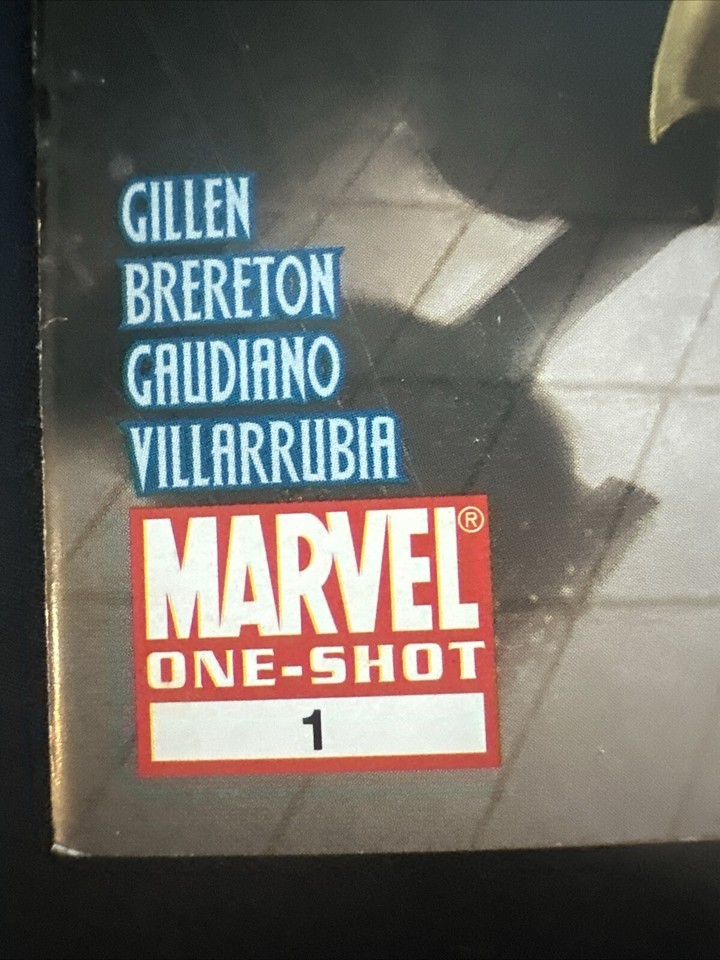 GILLEN
BRERETON
GAUDIANO
VILLARRUBIA
MARVEL®
ONE-SHOT
1